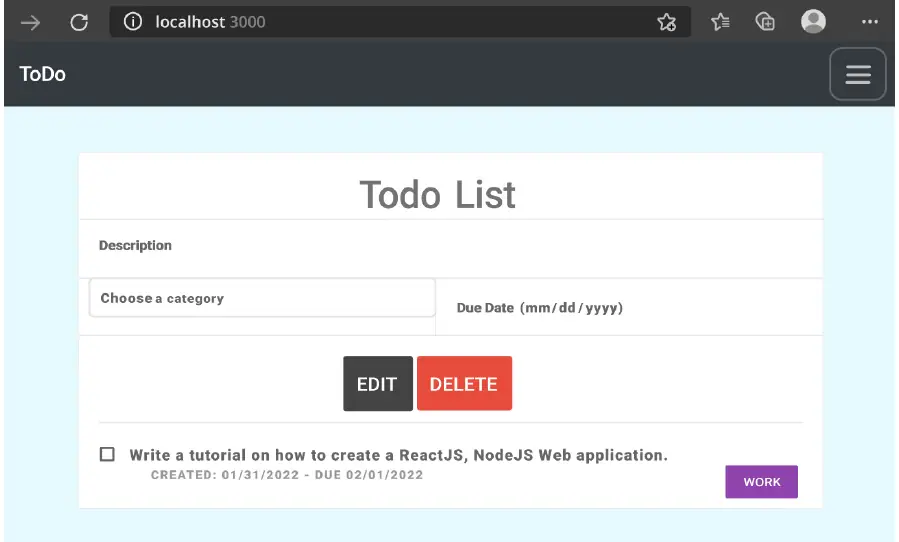 localhost 3000
ToDo
Todo List
Description
Choose a category
Due Date (mm/dd/yyyy)
EDIT
DELETE
Write a tutorial on how to create a ReactJS, NodeJS Web application.
CREATED: 01/31/2022 - DUE 02/01/2022
WORK